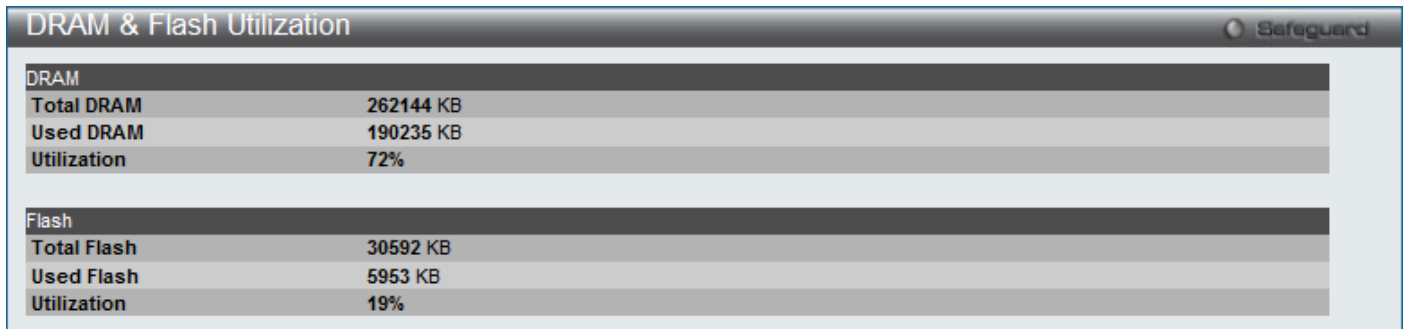 DRAM & Flash Utilization
Safeguard
DRAM
Total DRAM 262144 KB
Used DRAM 190235 KB
Utilization 72%
Flash
Total Flash 30592 KB
Used Flash 5953 KB
Utilization 19%